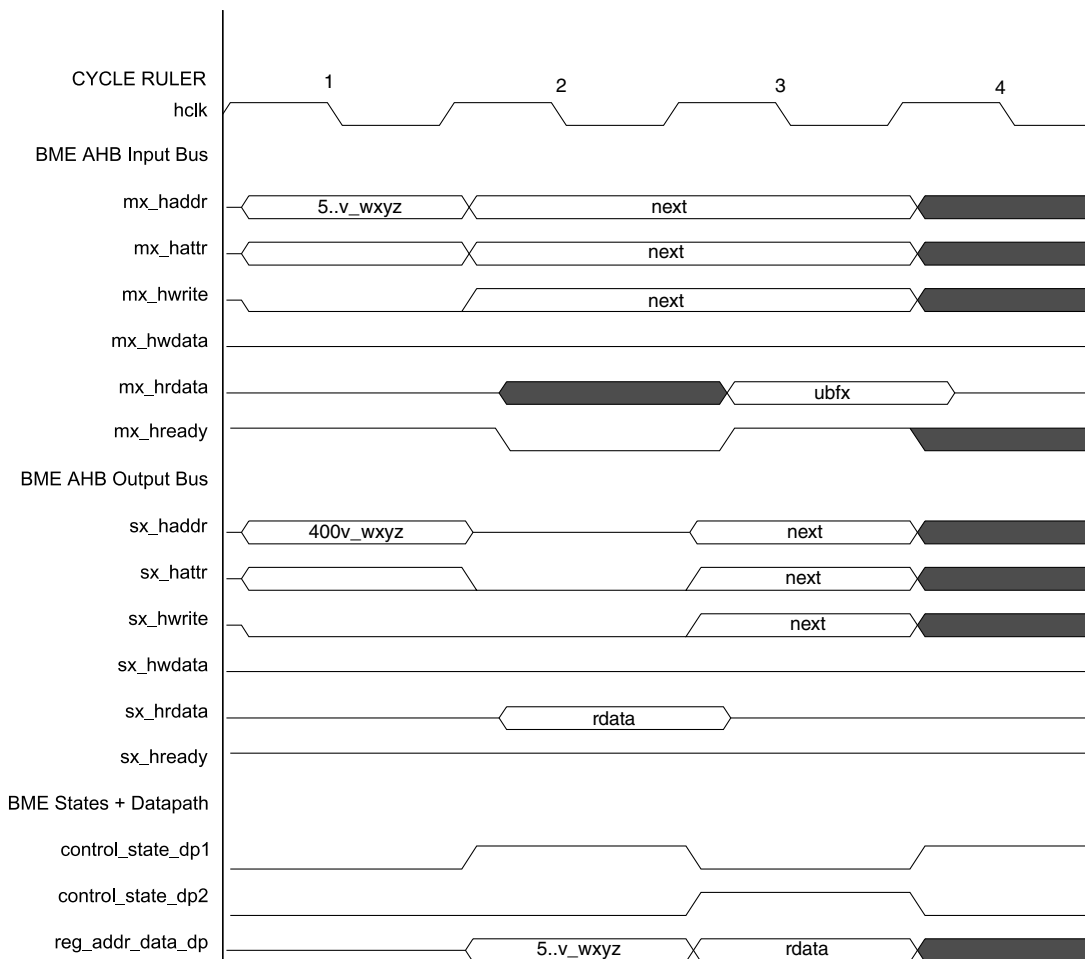 CYCLE RULER 1 2 3 4
hclk
BME AHB Input Bus
mx_haddr 5..v_wxyz next
mx_hattr next
mx_hwrite next
mx_hwdata
mx_hrdata ubfx
mx_hready
BME AHB Output Bus
sx_haddr 400v_wxyz next
sx_hattr next
sx_hwrite next
sx_hwdata
sx_hrdata rdata
sx_hready
BME States + Datapath
control_state_dp1
control_state_dp2
reg_addr_data_dp 5..v_wxyz rdata